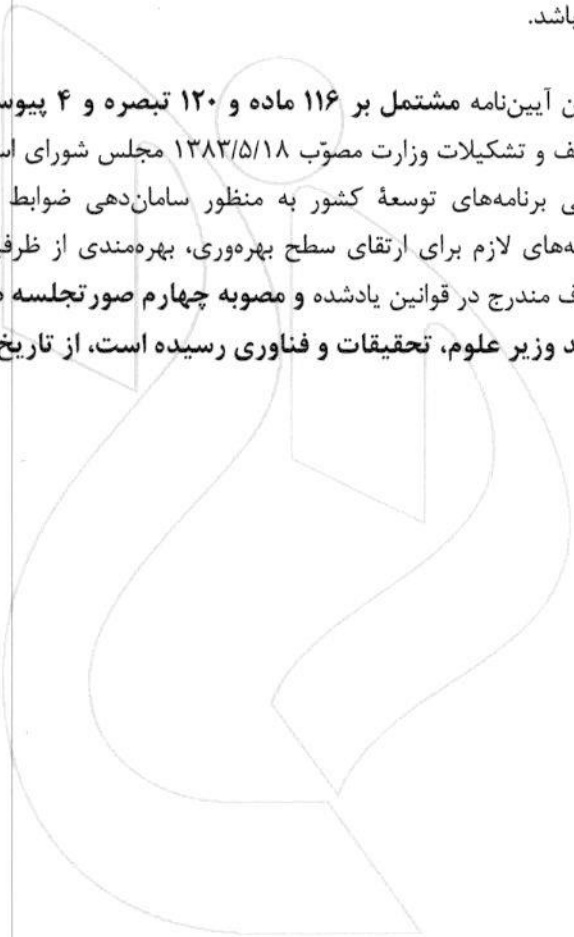 باشد.
ن آیین‌نامه مشتمل بر ۱۱۶ ماده و ۱۲۰ تبصره و ۴ پیوس
ف و تشکیلات وزارت مصوّب ۱۳۸۳/۵/۱۸ مجلس شورای اس
ی برنامه‌های توسعهٔ کشور به منظور سامان‌دهی ضوابط
ه‌های لازم برای ارتقای سطح بهره‌وری، بهره‌مندی از ظرفی
ف مندرج در قوانین یادشده و مصوبه چهارم صورتجلسه
د وزیر علوم، تحقیقات و فناوری رسیده است، از تاریخ